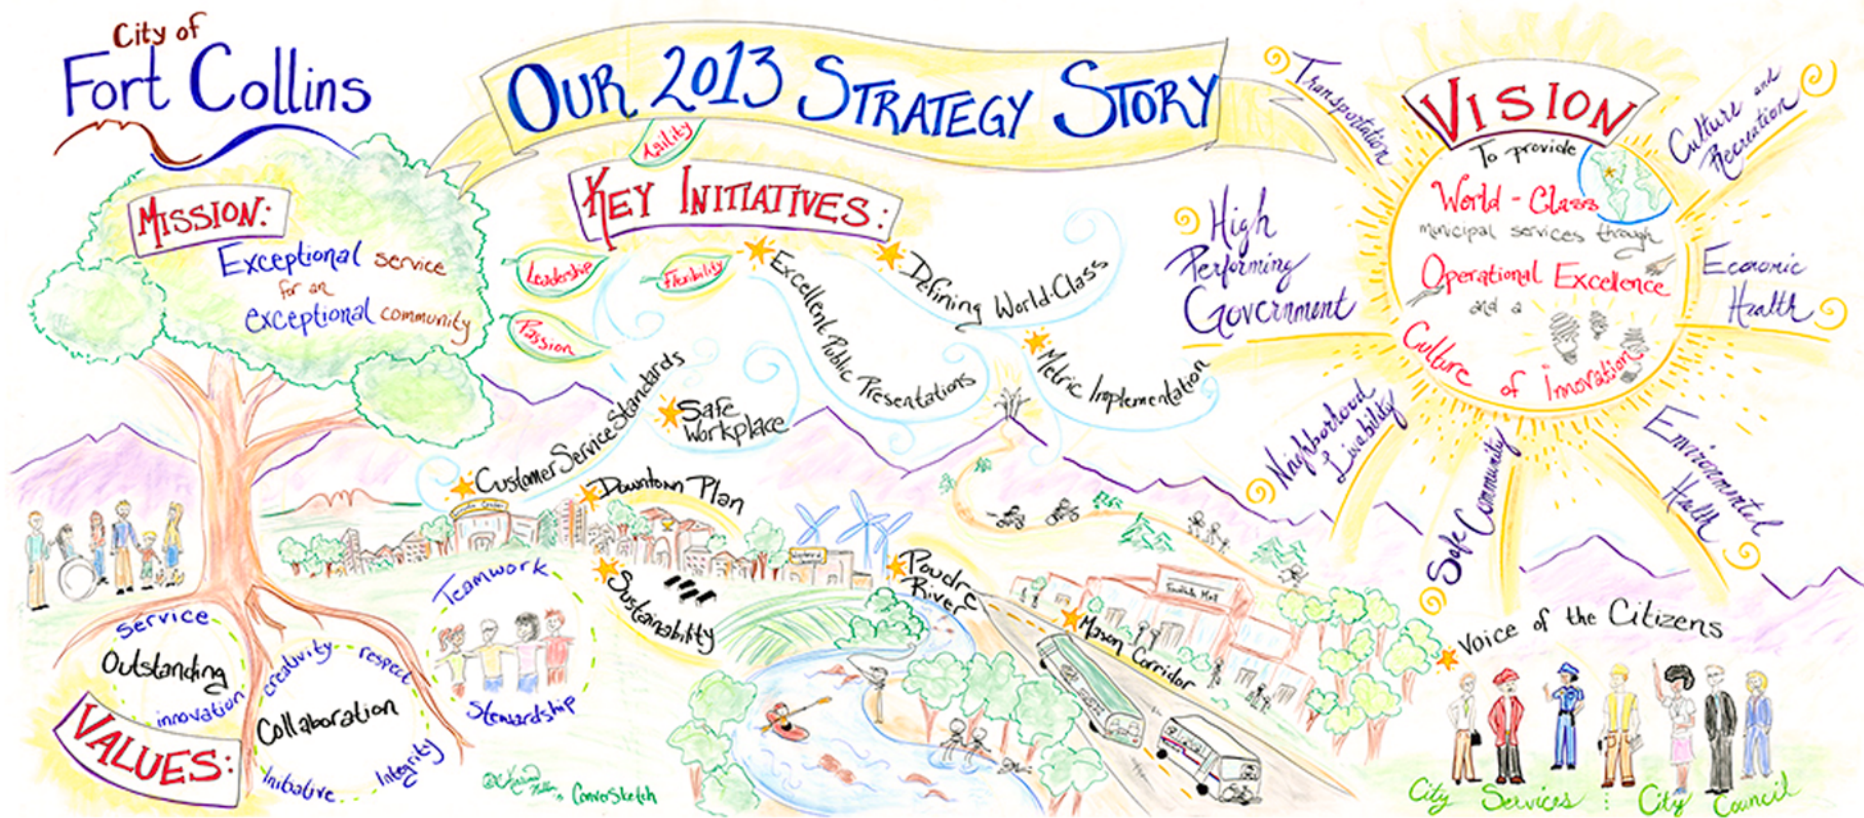 City of
Fort Collins
OUR 2013 STRATEGY STORY
MISSION:
Exceptional service
for an
exceptional community
KEY INITIATIVES:
Agility
Leadership
Flexibility
Passion
Excellent Public Presentations
Defining World-Class
Metric Implementation
Customer Service Standards
Safe
Workplace
Downtown Plan
Sustainability
Poudre
River
Mason Corridor
Foothills Mall
VISION
To provide
World-Class
municipal services through
Operational Excellence
and a
Culture of Innovation
Transportation
Culture and
Recreation
High
Performing
Government
Economic
Health
Neighborhood
Livability
Safe Community
Environmental
Health
Voice of the Citizens
City Services : City Council
VALUES:
Service
Outstanding
innovation
creativity
respect
Collaboration
Initiative
Integrity
Teamwork
Stewardship
ConverSketch